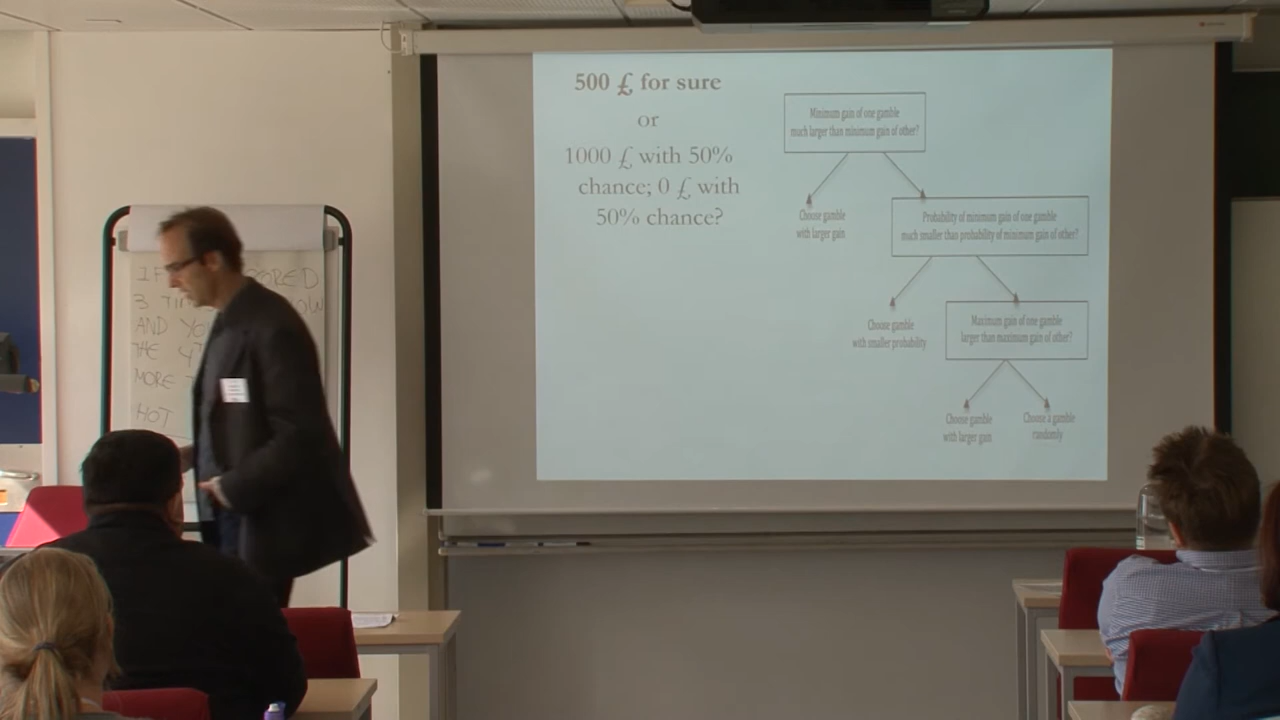 500 £ for sure
or
1000 £ with 50%
chance; 0 £ with
50% chance?
Minimum gain of one gamble
much larger than minimum gain of other?
Choose gamble
with larger gain
Probability of minimum gain of one gamble
much smaller than probability of minimum gain of other?
Choose gamble
with smaller probability
Maximum gain of one gamble
larger than maximum gain of other?
Choose gamble
with larger gain
Choose a gamble
randomly
IF
3
AND
THE
MORE
HOT